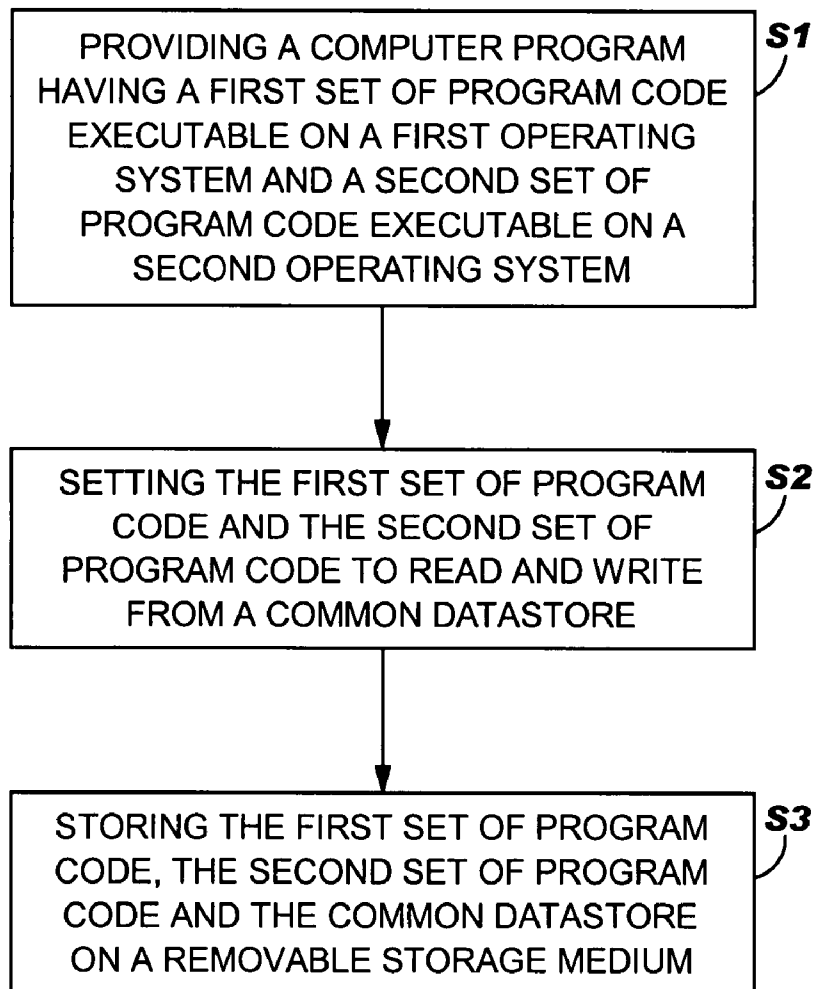 PROVIDING A COMPUTER PROGRAM
HAVING A FIRST SET OF PROGRAM CODE
EXECUTABLE ON A FIRST OPERATING
SYSTEM AND A SECOND SET OF
PROGRAM CODE EXECUTABLE ON A
SECOND OPERATING SYSTEM
S1
SETTING THE FIRST SET OF PROGRAM
CODE AND THE SECOND SET OF
PROGRAM CODE TO READ AND WRITE
FROM A COMMON DATASTORE
S2
STORING THE FIRST SET OF PROGRAM
CODE, THE SECOND SET OF PROGRAM
CODE AND THE COMMON DATASTORE
ON A REMOVABLE STORAGE MEDIUM
S3